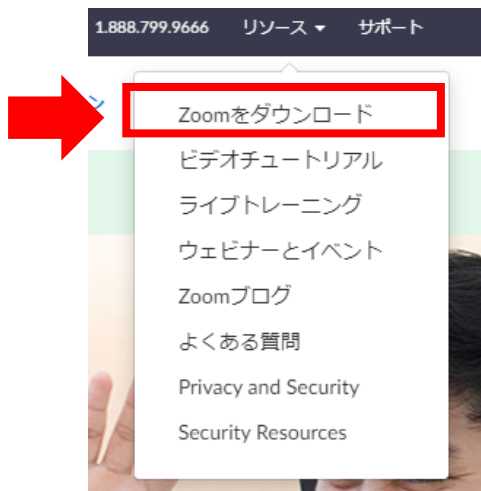 1.888.799.9666 リソース ▼ サポート
Zoomをダウンロード
ビデオチュートリアル
ライブトレーニング
ウェビナーとイベント
Zoomブログ
よくある質問
Privacy and Security
Security Resources